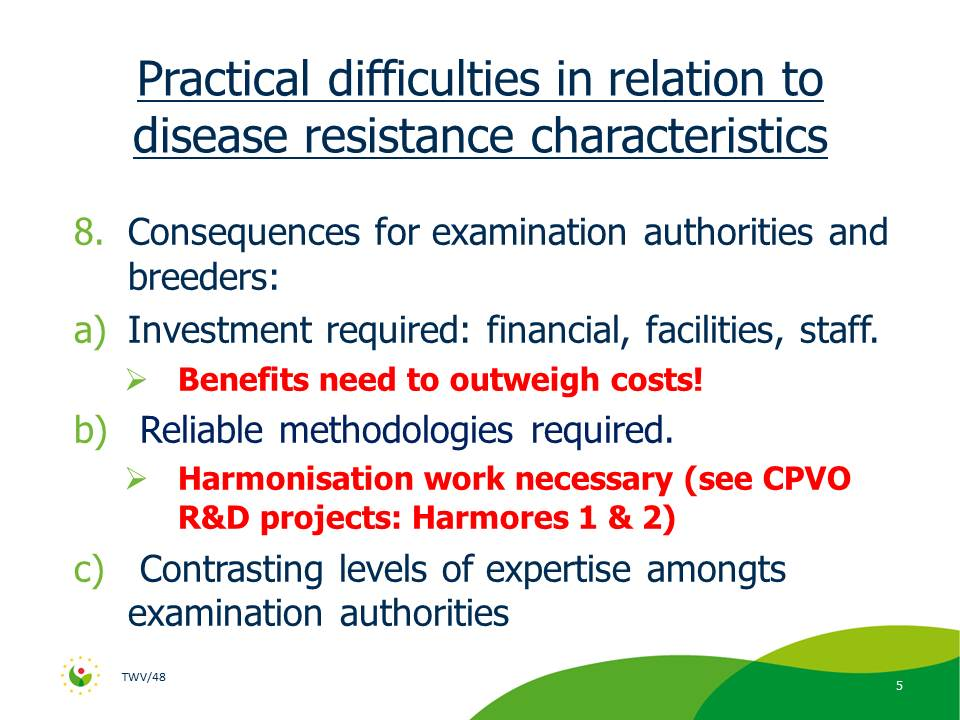 Practical difficulties in relation to
disease resistance characteristics
8. Consequences for examination authorities and
breeders:
a) Investment required: financial, facilities, staff.
Benefits need to outweigh costs!
b) Reliable methodologies required.
Harmonisation work necessary (see CPVO
R&D projects: Harmores 1 & 2)
c) Contrasting levels of expertise amongts
examination authorities
TWV/48
5